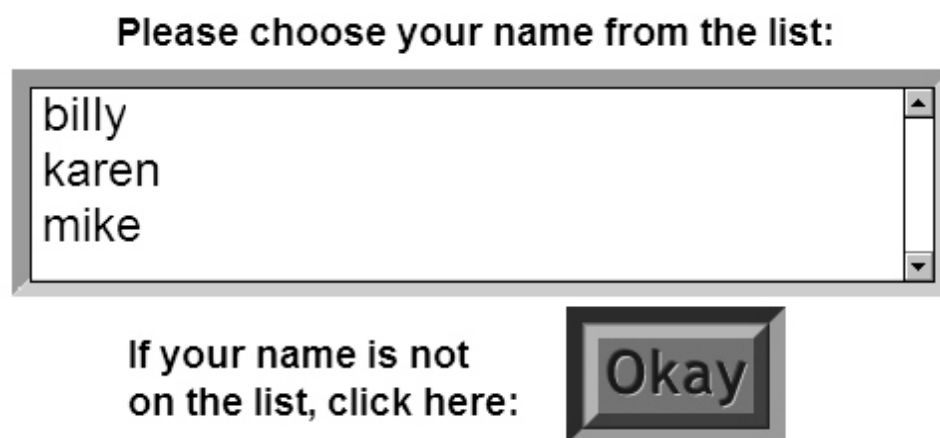 Please choose your name from the list:
billy
karen
mike
If your name is not
on the list, click here:
Okay